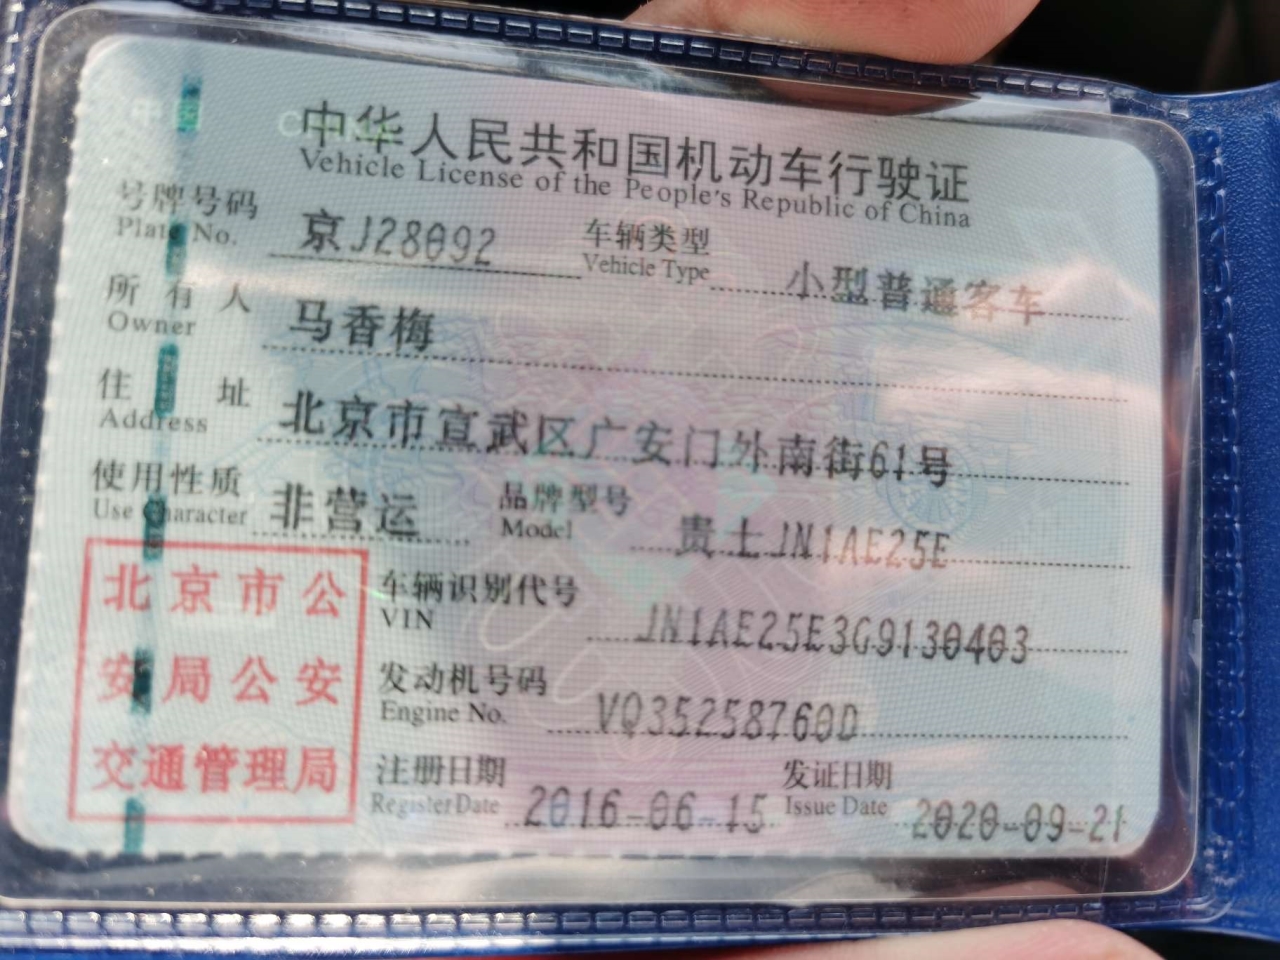 中华人民共和国机动车行驶证
Vehicle License of the People's Republic of China
号牌号码 京J28092 车辆类型 小型普通客车
Plate No. Vehicle Type
所有人 马香梅
Owner
住址 北京市宣武区广安门外南街61号
Address
使用性质 非营运 品牌型号 贵士JN1AE25E
Use Character Model
车辆识别代号 JN1AE25E3G9130403
VIN
发动机号码 VQ35258760D
Engine No.
注册日期 2016-06-15 发证日期 2020-09-21
Register Date Issue Date
北京市公
安局公安
交通管理局